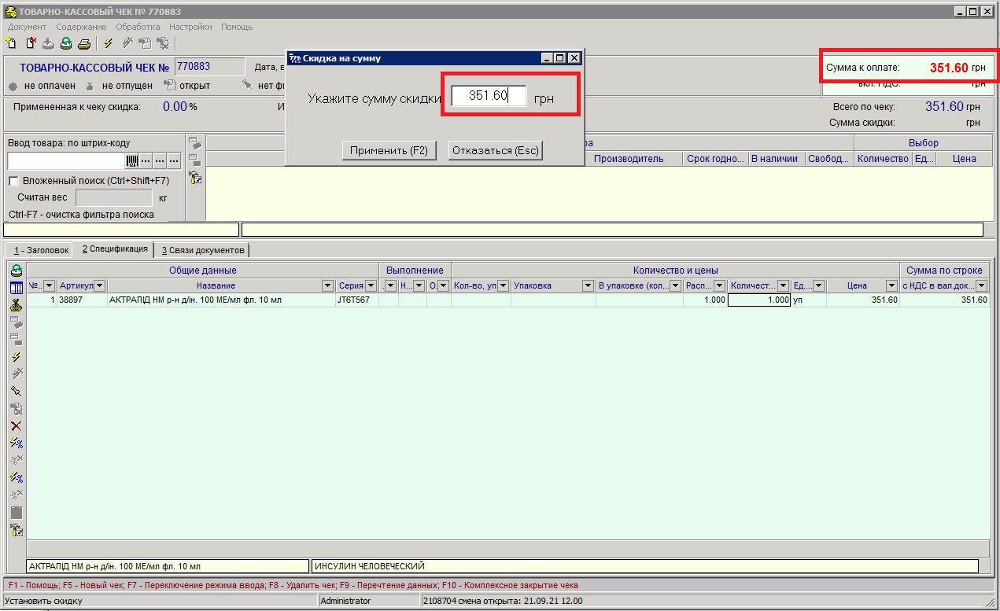 ТОВАРНО-КАССОВЫЙ ЧЕК № 770883
Документ Содержание Обработка Настройки Помощь
ТОВАРНО-КАССОВЫЙ ЧЕК № 770883 Дата, в
не оплачен не отпущен открыт нет ф
Примененная к чеку скидка: 0.00 %
Скидка на сумму
Укажите сумму скидки 351.60 грн
Применить (F2) Отказаться (Esc)
Сумма к оплате: 351.60 грн
вкл. НДС: грн
Всего по чеку: 351.60 грн
Сумма скидки: грн
Ввод товара: по штрих-коду
Вложенный поиск (Ctrl+Shift+F7)
Считан вес кг
Ctrl-F7 - очистка фильтра поиска
ра Выбор
Производитель Срок годно... В наличии Свобод... Количество Ед... Цена
1 - Заголовок 2 Спецификация 3 Связи документов
Общие данные Выполнение Количество и цены Сумма по строке
№.. Артикул Название Серия . Н... О. Кол-во, уп Упаковка В упаковке (кол... Расп... Количест... Ед.... Цена с НДС в вал.док...
1 38897 АКТРАПІД НМ р-н д/ін. 100 МЕ/мл фл. 10 мл JT6T567 1.000 1.000 уп 351.60 351.60
АКТРАПІД НМ р-н д/ін. 100 МЕ/мл фл. 10 мл ИНСУЛИН ЧЕЛОВЕЧЕСКИЙ
F1 - Помощь; F5 - Новый чек; F7 - Переключение режима ввода; F8 - Удалить чек; F9 - Перечтение данных; F10 - Комплексное закрытие чека
Установить скидку Administrator 2108704 смена открыта: 21.09.21 12.00